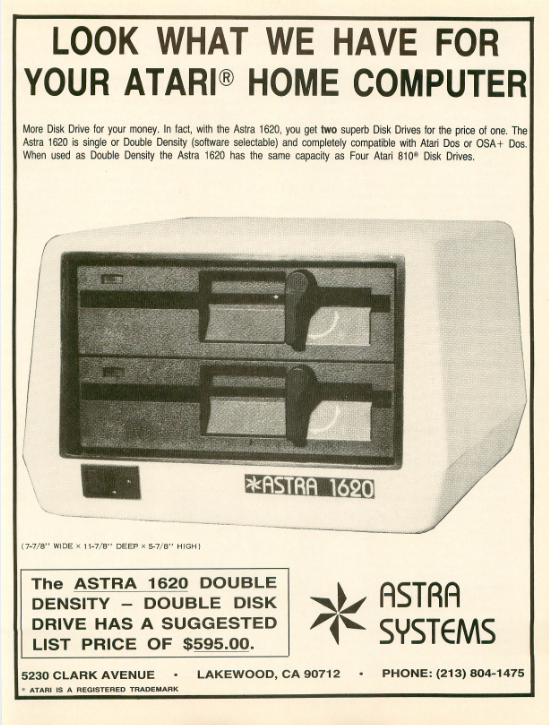 LOOK WHAT WE HAVE FOR
YOUR ATARI® HOME COMPUTER
More Disk Drive for your money. In fact, with the Astra 1620, you get two superb Disk Drives for the price of one. The
Astra 1620 is single or Double Density (software selectable) and completely compatible with Atari Dos or OSA+ Dos.
When used as Double Density the Astra 1620 has the same capacity as Four Atari 810® Disk Drives.
ASTRA 1620
(7-7/8" WIDE × 11-7/8" DEEP × 5-7/8" HIGH)
The ASTRA 1620 DOUBLE
DENSITY – DOUBLE DISK
DRIVE HAS A SUGGESTED
LIST PRICE OF $595.00.
ASTRA
SYSTEMS
5230 CLARK AVENUE • LAKEWOOD, CA 90712 • PHONE: (213) 804-1475
® ATARI IS A REGISTERED TRADEMARK